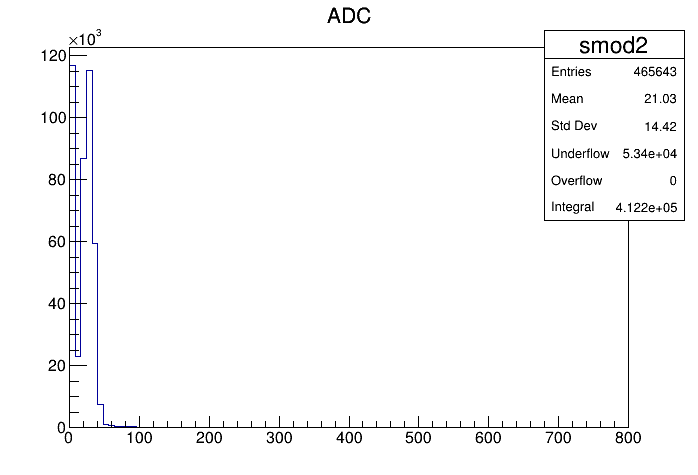 ADC
×10³
smod2
Entries 465643
Mean 21.03
Std Dev 14.42
Underflow 5.34e+04
Overflow 0
Integral 4.122e+05
120
100
80
60
40
20
0
0 100 200 300 400 500 600 700 800